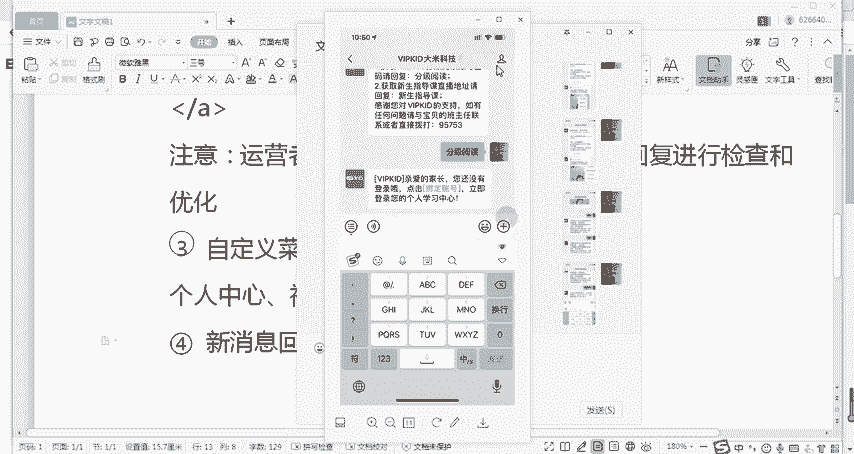 首页
文字文稿1
+
626640...
文件
开始
插入
页面布局
分享
粘贴
剪切
复制
格式刷
微软雅黑
三号
B I U
新样式
文档助手
灵感库
文字工具
</a>
注意：运营者
回复进行检查和
优化
③ 自定义菜
个人中心、社
④ 新消息回
10:50
VIPKID大米科技
码请回复：分级阅读；
2.获取新生指导课直播地址请
回复：新生指导课；
感谢您对VIPKID的支持，如有
任何问题请与宝贝的班主任联
系或者直接拨打：95753
分级阅读
[VIPKID]亲爱的家长，您还没有
登录哦，点击[绑定账号]，立即
登录您的个人学习中心！
@/. ABC DEF
GHI JKL MNO 换行
PQRS TUV WXYZ 0
符 123 中/英
发送(S)
页码: 1 页面: 1/1 节: 1/1 设置值: 15.7厘米 行: 13 列: 8 字数: 129 拼写检查 文档校对 文档未保护
180%
中